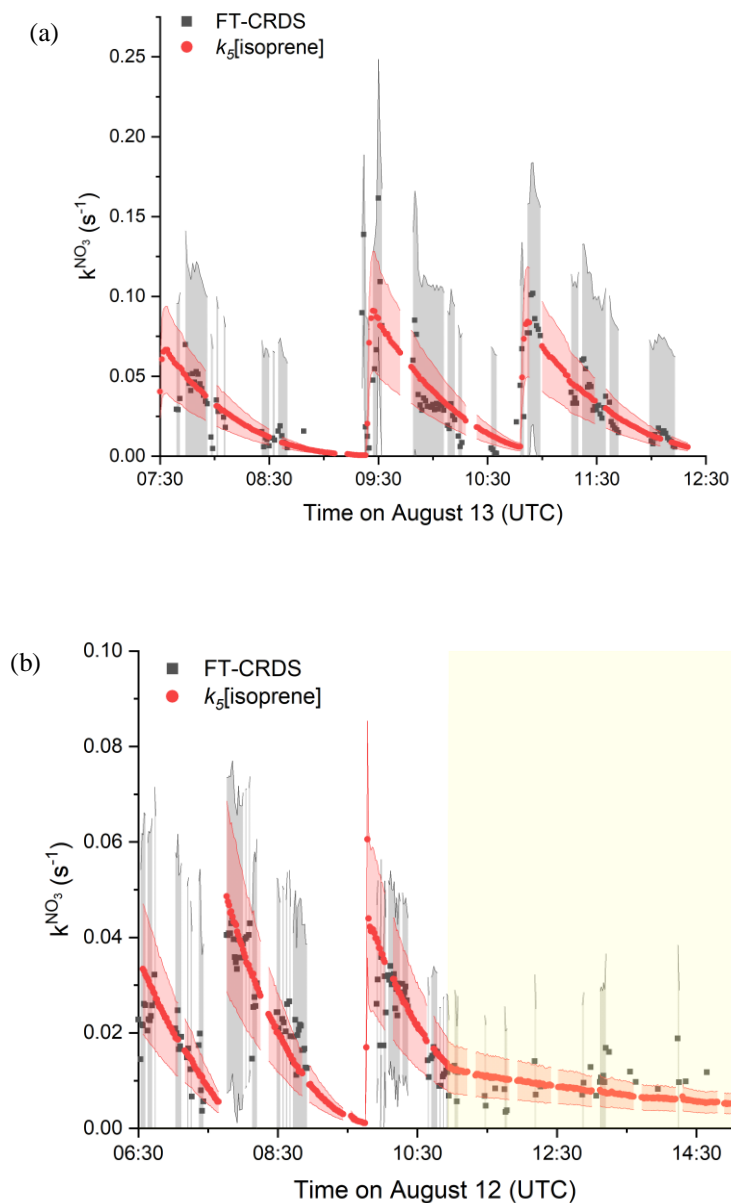 (a)
FT-CRDS
k₅[isoprene]
0.25
0.20
0.15
0.10
0.05
0.00
k^NO₃ (s⁻¹)
07:30 08:30 09:30 10:30 11:30 12:30
Time on August 13 (UTC)
(b)
0.10
FT-CRDS
k₅[isoprene]
0.08
0.06
0.04
0.02
0.00
k^NO₃ (s⁻¹)
06:30 08:30 10:30 12:30 14:30
Time on August 12 (UTC)